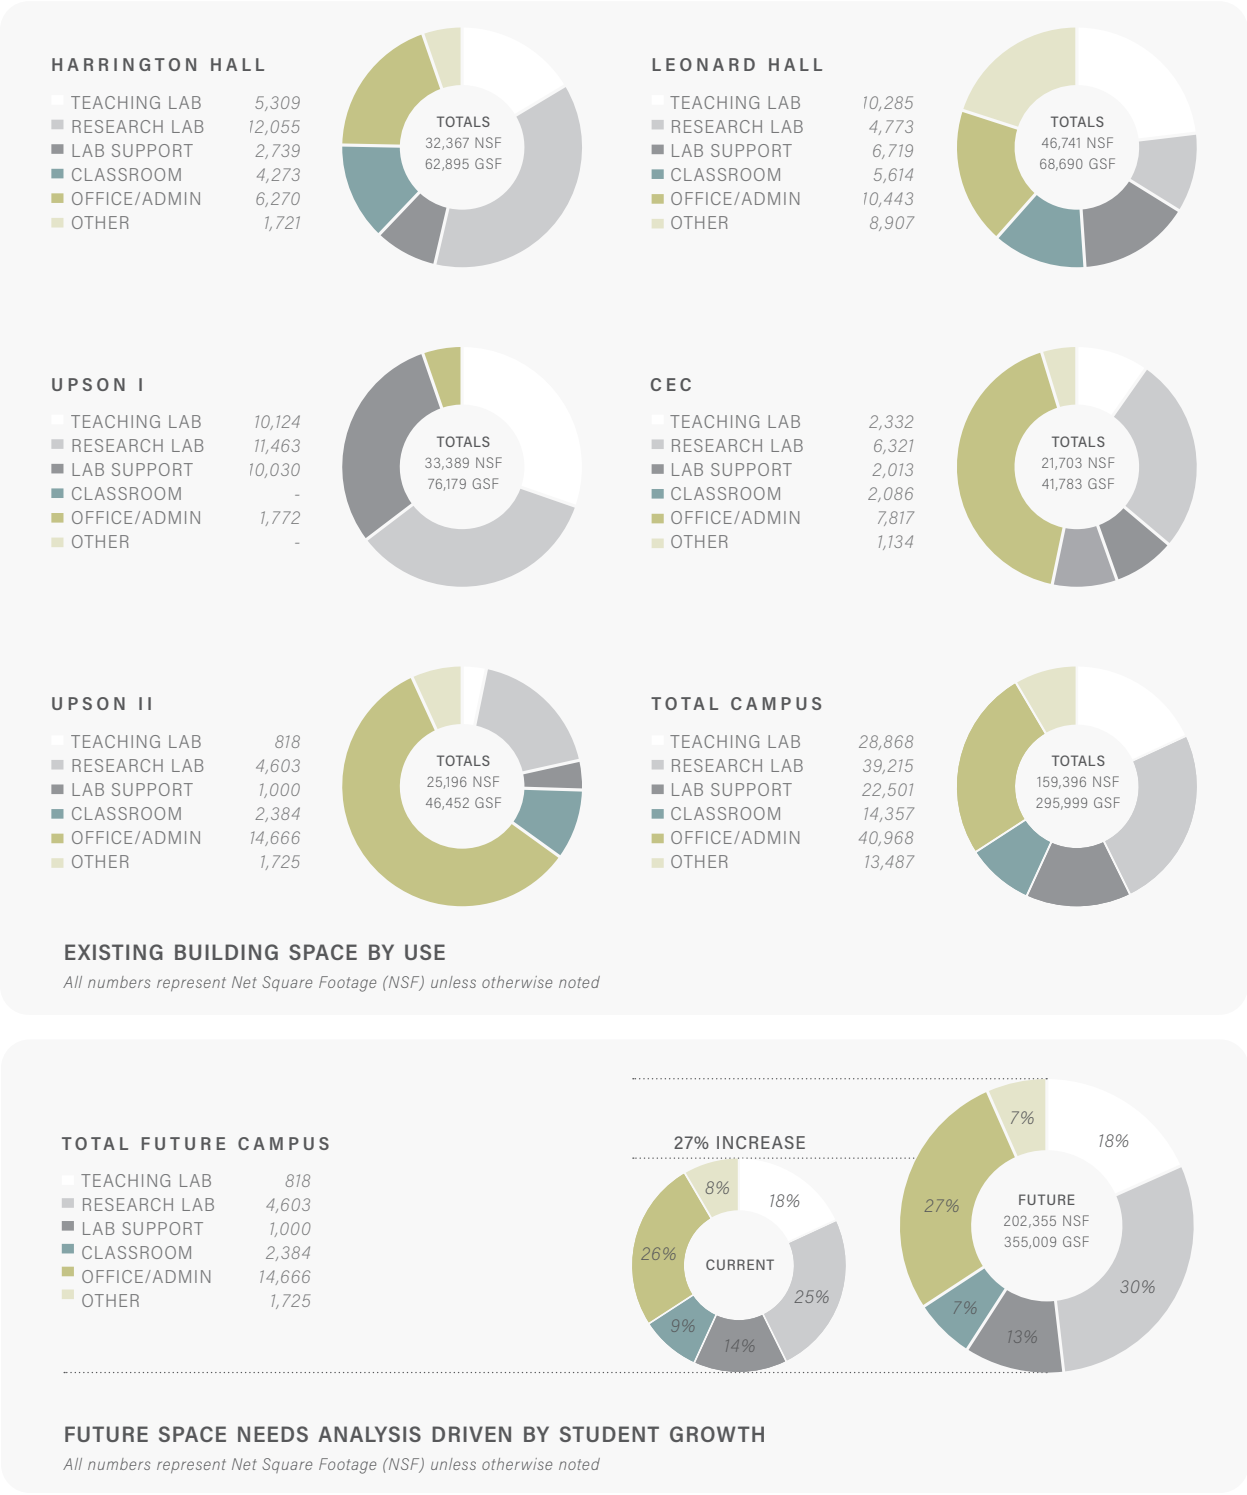 HARRINGTON HALL
TEACHING LAB 5,309
RESEARCH LAB 12,055
LAB SUPPORT 2,739
CLASSROOM 4,273
OFFICE/ADMIN 6,270
OTHER 1,721
TOTALS
32,367 NSF
62,895 GSF
LEONARD HALL
TEACHING LAB 10,285
RESEARCH LAB 4,773
LAB SUPPORT 6,719
CLASSROOM 5,614
OFFICE/ADMIN 10,443
OTHER 8,907
TOTALS
46,741 NSF
68,690 GSF
UPSON I
TEACHING LAB 10,124
RESEARCH LAB 11,463
LAB SUPPORT 10,030
CLASSROOM -
OFFICE/ADMIN 1,772
OTHER -
TOTALS
33,389 NSF
76,179 GSF
CEC
TEACHING LAB 2,332
RESEARCH LAB 6,321
LAB SUPPORT 2,013
CLASSROOM 2,086
OFFICE/ADMIN 7,817
OTHER 1,134
TOTALS
21,703 NSF
41,783 GSF
UPSON II
TEACHING LAB 818
RESEARCH LAB 4,603
LAB SUPPORT 1,000
CLASSROOM 2,384
OFFICE/ADMIN 14,666
OTHER 1,725
TOTALS
25,196 NSF
46,452 GSF
TOTAL CAMPUS
TEACHING LAB 28,868
RESEARCH LAB 39,215
LAB SUPPORT 22,501
CLASSROOM 14,357
OFFICE/ADMIN 40,968
OTHER 13,487
TOTALS
159,396 NSF
295,999 GSF
EXISTING BUILDING SPACE BY USE
All numbers represent Net Square Footage (NSF) unless otherwise noted
TOTAL FUTURE CAMPUS
TEACHING LAB 818
RESEARCH LAB 4,603
LAB SUPPORT 1,000
CLASSROOM 2,384
OFFICE/ADMIN 14,666
OTHER 1,725
27% INCREASE
8%
18%
26%
CURRENT
25%
9%
14%
7%
18%
27%
FUTURE
202,355 NSF
355,009 GSF
30%
7%
13%
FUTURE SPACE NEEDS ANALYSIS DRIVEN BY STUDENT GROWTH
All numbers represent Net Square Footage (NSF) unless otherwise noted